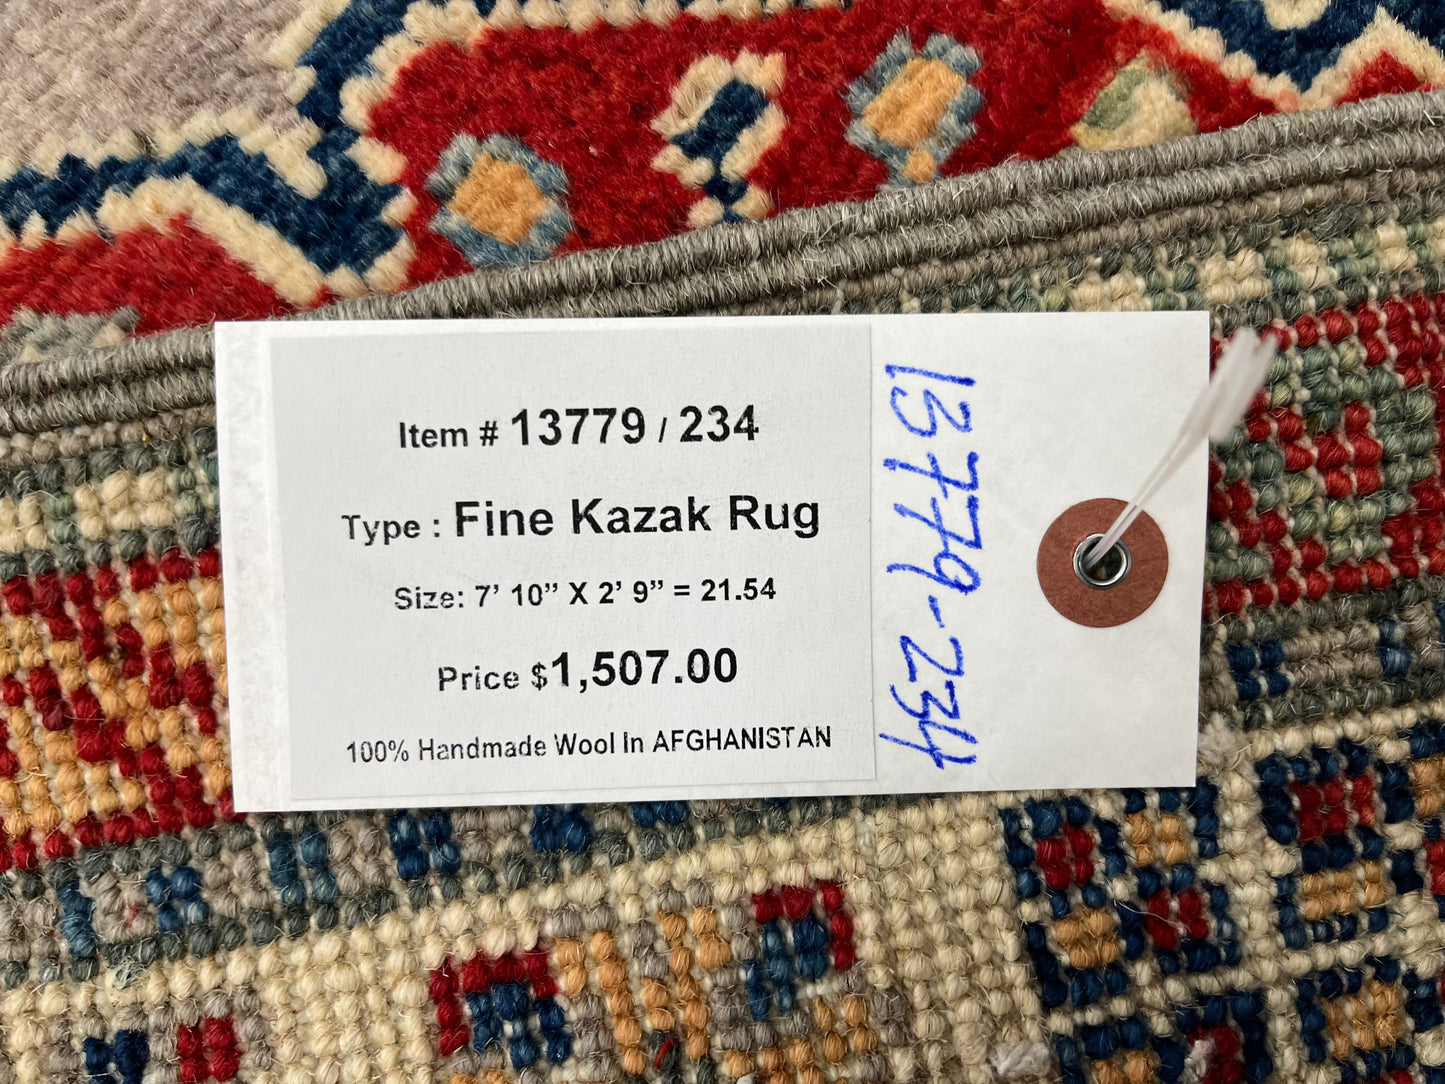 Item # 13779 / 234
Type : Fine Kazak Rug
Size: 7’ 10” X 2’ 9” = 21.54
Price $1,507.00
100% Handmade Wool In AFGHANISTAN
13779-234